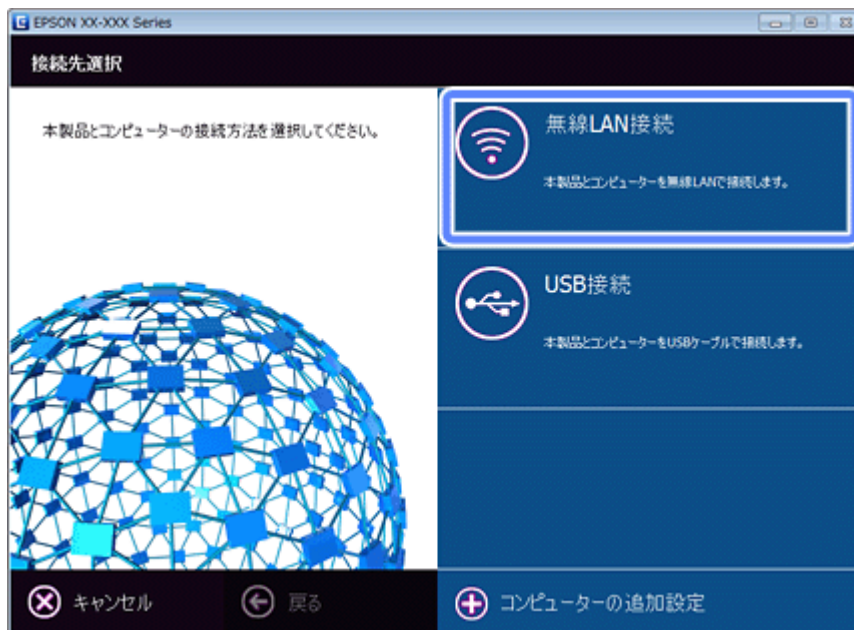 EPSON XX-XXX Series
接続先選択
本製品とコンピューターの接続方法を選択してください。
無線LAN接続
本製品とコンピューターを無線LANで接続します。
USB接続
本製品とコンピューターをUSBケーブルで接続します。
キャンセル
戻る
コンピューターの追加設定